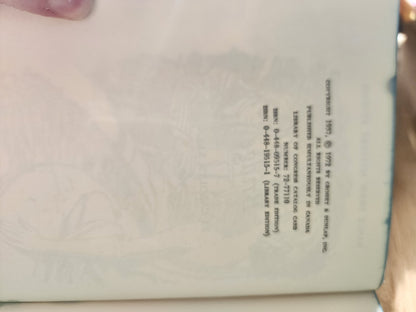 COPYRIGHT 1957, © 1972 BY GROSSET & DUNLAP, INC.
ALL RIGHTS RESERVED
PUBLISHED SIMULTANEOUSLY IN CANADA
LIBRARY OF CONGRESS CATALOG CARD
NUMBER: 72-77110
ISBN: 0-448-09515-7 (TRADE EDITION)
ISBN: 0-448-19515-1 (LIBRARY EDITION)